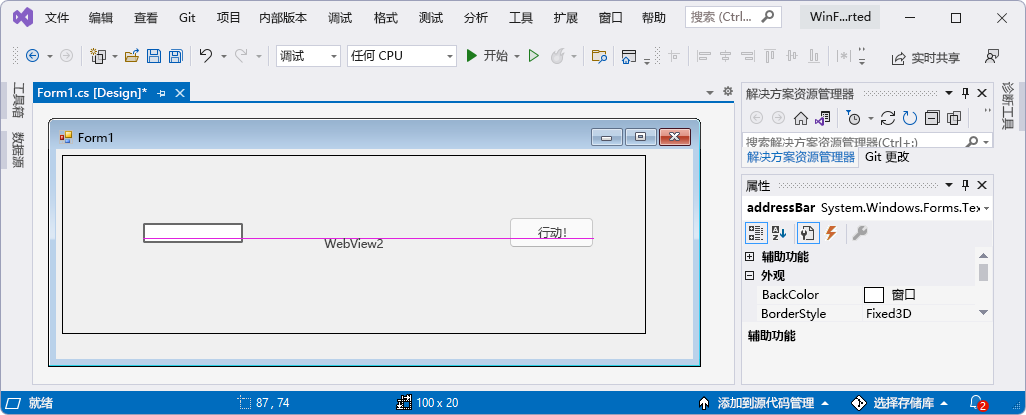 文件 编辑 查看 Git 项目 内部版本 调试 格式 测试 分析 工具 扩展 窗口 帮助 搜索 (Ctrl... WinF...rted
调试 任何 CPU 开始 实时共享
工具箱
数据源
Form1.cs [Design]*
Form1
WebView2
行动!
解决方案资源管理器
搜索解决方案资源管理器(Ctrl+;)
解决方案资源管理器 Git 更改
属性
addressBar System.Windows.Forms.Te
辅助功能
外观
BackColor 窗口
BorderStyle Fixed3D
辅助功能
诊断工具
就绪 87 , 74 100 x 20 添加到源代码管理 选择存储库 2